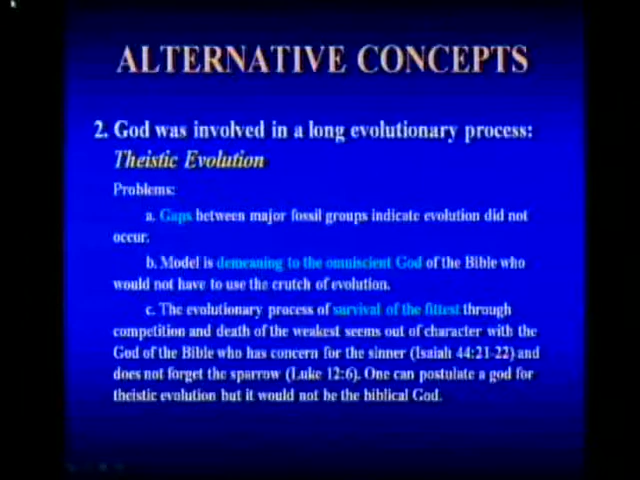 ALTERNATIVE CONCEPTS
2. God was involved in a long evolutionary process:
Theistic Evolution
Problems:
a. Gaps between major fossil groups indicate evolution did not
occur.
b. Model is demeaning to the omniscient God of the Bible who
would not have to use the crutch of evolution.
c. The evolutionary process of survival of the fittest through
competition and death of the weakest seems out of character with the
God of the Bible who has concern for the sinner (Isaiah 44:21-22) and
does not forget the sparrow (Luke 12:6). One can postulate a god for
theistic evolution but it would not be the biblical God.